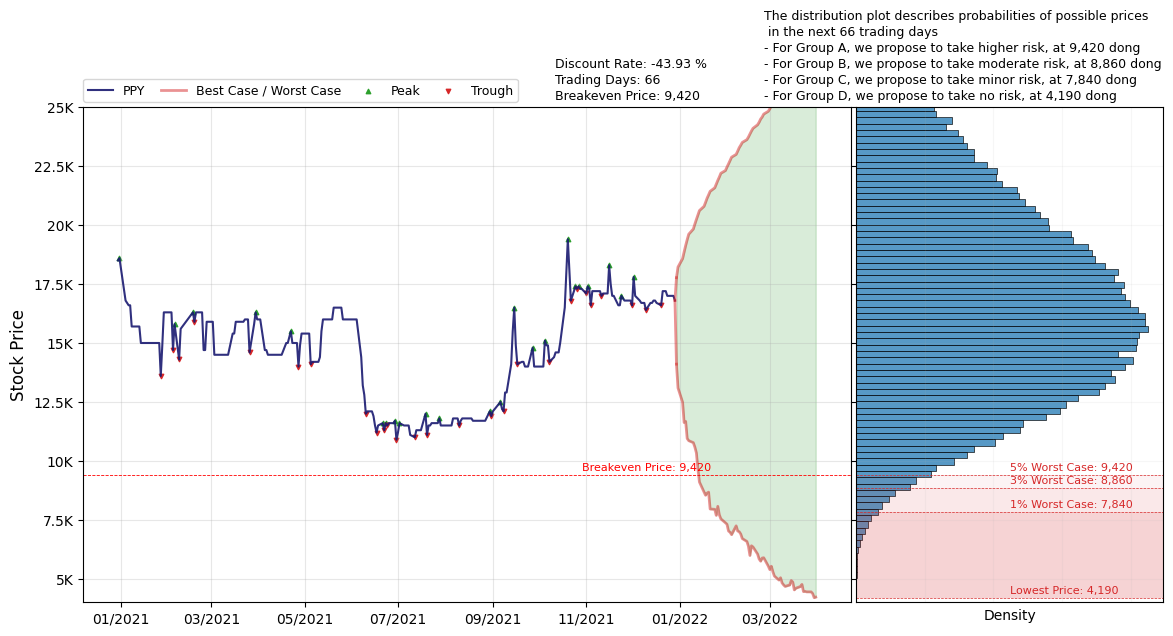 The distribution plot describes probabilities of possible prices
in the next 66 trading days
- For Group A, we propose to take higher risk, at 9,420 dong
- For Group B, we propose to take moderate risk, at 8,860 dong
- For Group C, we propose to take minor risk, at 7,840 dong
- For Group D, we propose to take no risk, at 4,190 dong
Discount Rate: -43.93 %
Trading Days: 66
Breakeven Price: 9,420
PPY
Best Case / Worst Case
Peak
Trough
Stock Price
25K
22.5K
20K
17.5K
15K
12.5K
10K
7.5K
5K
Breakeven Price: 9,420
5% Worst Case: 9,420
3% Worst Case: 8,860
1% Worst Case: 7,840
Lowest Price: 4,190
01/2021
03/2021
05/2021
07/2021
09/2021
11/2021
01/2022
03/2022
Density